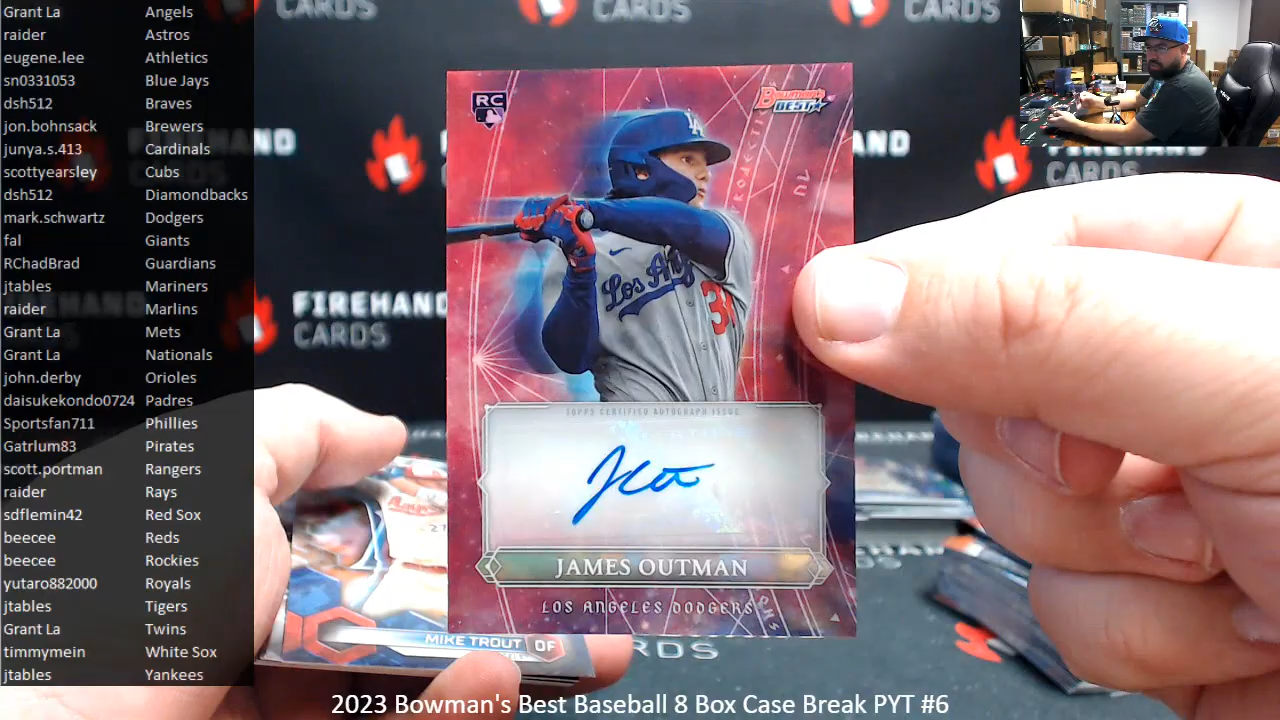 Grant La Angels
raider Astros
eugene.lee Athletics
sn0331053 Blue Jays
dsh512 Braves
jon.bohnsack Brewers
junya.s.413 Cardinals
scottyearsley Cubs
dsh512 Diamondbacks
mark.schwartz Dodgers
fal Giants
RChadBrad Guardians
jtables Mariners
raider Marlins
Grant La Mets
Grant La Nationals
john.derby Orioles
daisukekondo0724 Padres
Sportsfan711 Phillies
Gatrlum83 Pirates
scott.portman Rangers
raider Rays
sdflemin42 Red Sox
beecee Reds
beecee Rockies
yutaro882000 Royals
jtables Tigers
Grant La Twins
timmymein White Sox
jtables Yankees
CARDS
CARDS
CARDS
CARDS
FIREHAND
CARDS
RC
BOWMAN'S
BEST
LA
Los Ang
TOPPS CERTIFIED AUTOGRAPH ISSUE
JAMES OUTMAN
LOS ANGELES DODGERS
MIKE TROUT OF
2023 Bowman's Best Baseball 8 Box Case Break PYT #6